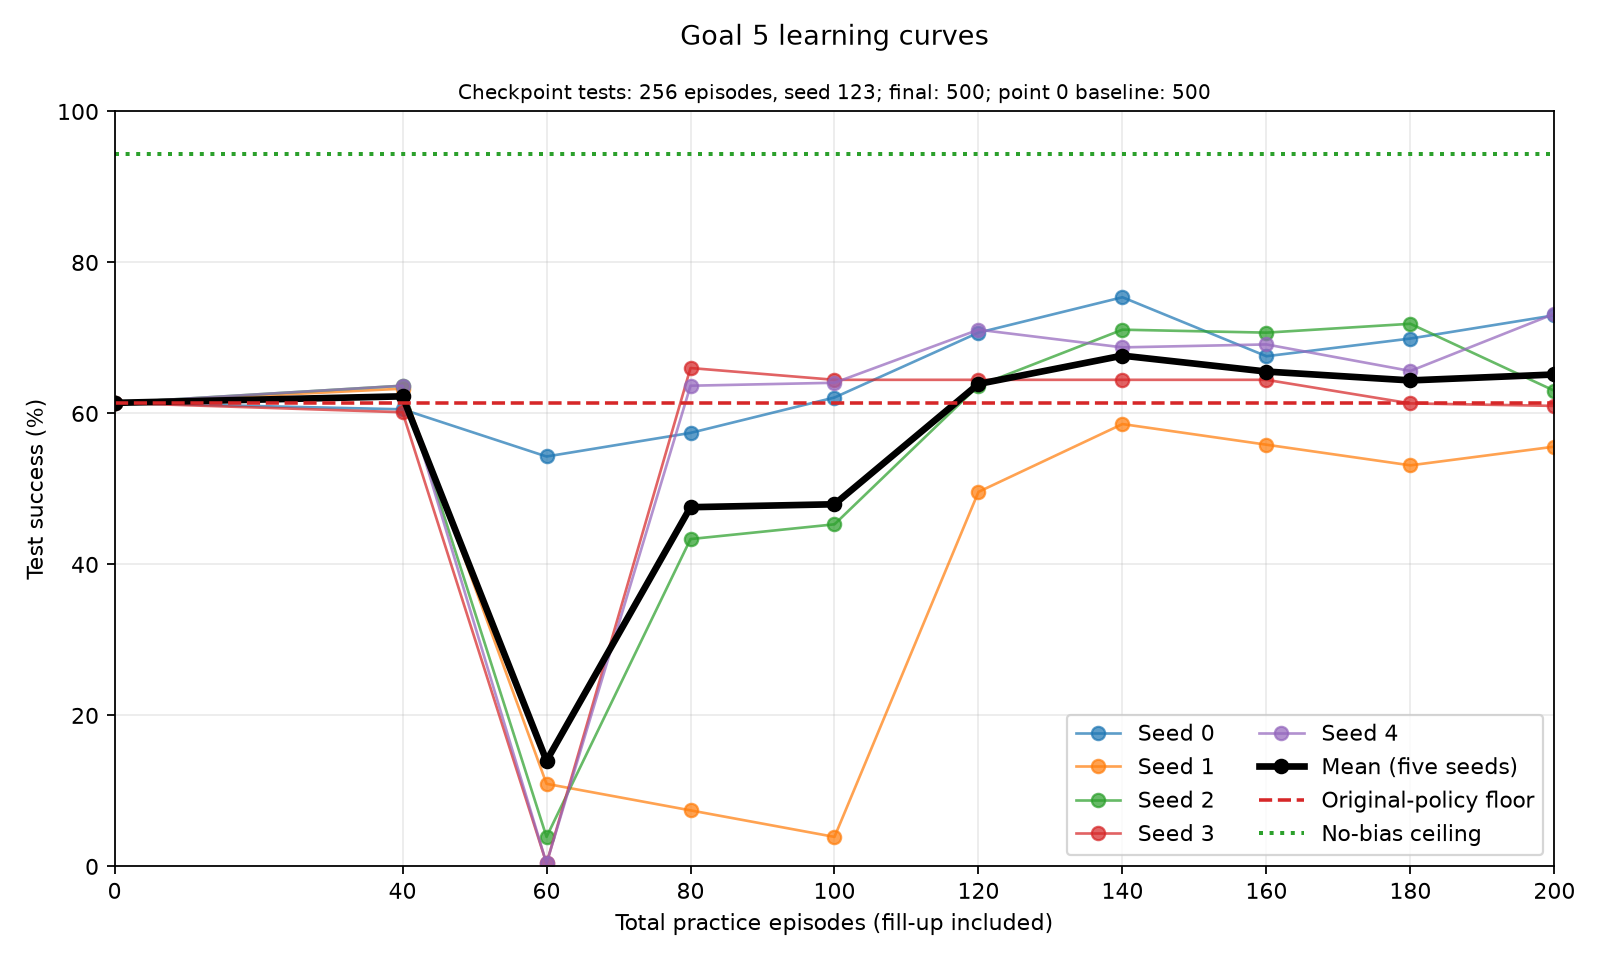 Goal 5 learning curves
Checkpoint tests: 256 episodes, seed 123; final: 500; point 0 baseline: 500
Test success (%)
100
80
60
40
20
0
0 40 60 80 100 120 140 160 180 200
Total practice episodes (fill-up included)
Seed 0
Seed 1
Seed 2
Seed 3
Seed 4
Mean (five seeds)
Original-policy floor
No-bias ceiling